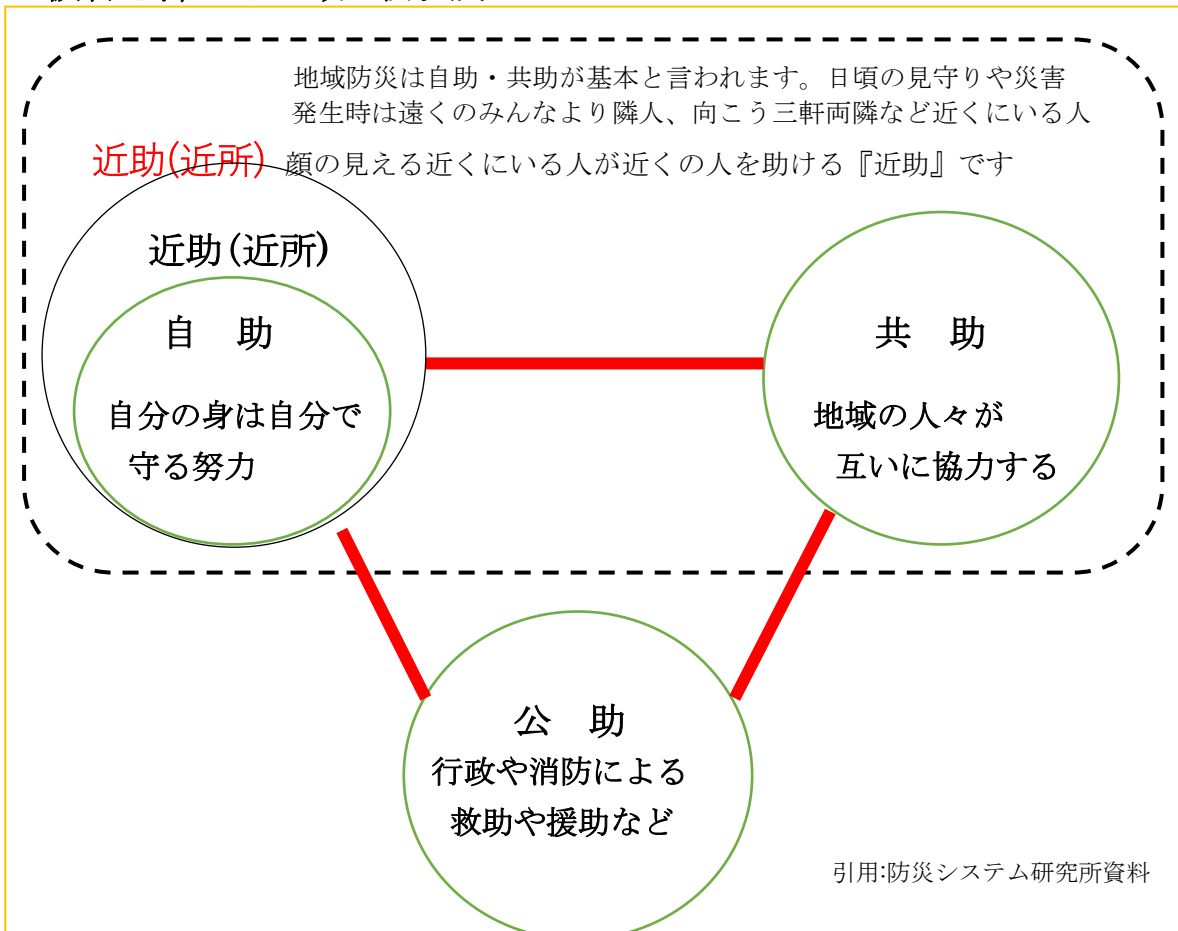 地域防災は自助・共助が基本と言われます。日頃の見守りや災害
発生時は遠くのみんなより隣人、向こう三軒両隣など近くにいる人
近助(近所) 顔の見える近くにいる人が近くの人を助ける『近助』です
近助(近所)
自　助
自分の身は自分で
守る努力
共　助
地域の人々が
互いに協力する
公　助
行政や消防による
救助や援助など
引用:防災システム研究所資料